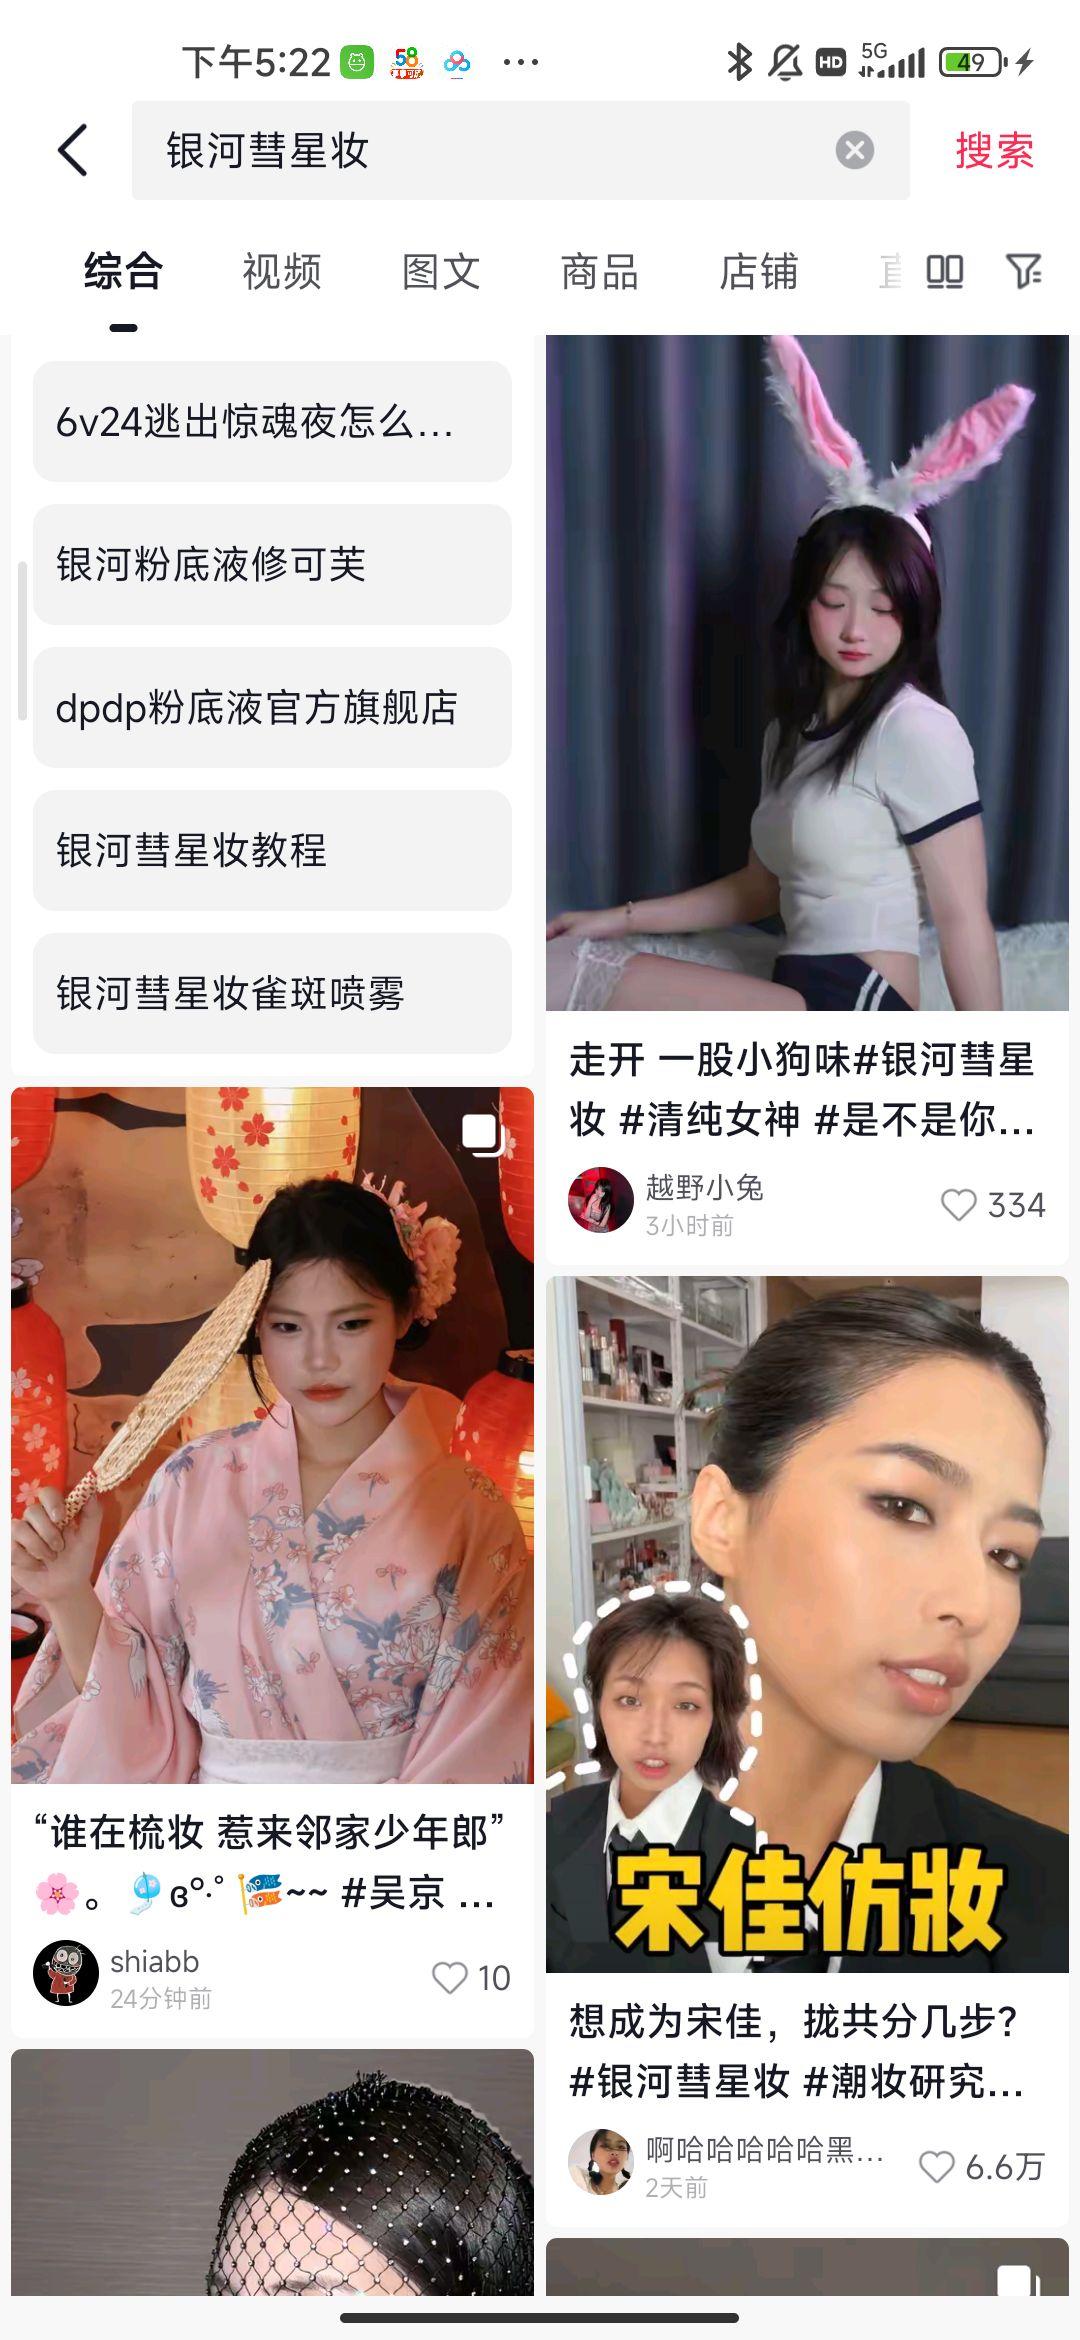 下午5:22
58
HD
5G
49
银河彗星妆
搜索
综合
视频
图文
商品
店铺
直
6v24逃出惊魂夜怎么...
银河粉底液修可芙
dpdp粉底液官方旗舰店
银河彗星妆教程
银河彗星妆雀斑喷雾
走开 一股小狗味#银河彗星
妆 #清纯女神 #是不是你...
越野小兔
3小时前
334
“谁在梳妆 惹来邻家少年郎”
🌸。🎐ɞ°·˚🎏~~ #吴京 ...
shiabb
24分钟前
10
宋佳仿妝
想成为宋佳，拢共分几步？
#银河彗星妆 #潮妆研究...
啊哈哈哈哈哈黑...
2天前
6.6万